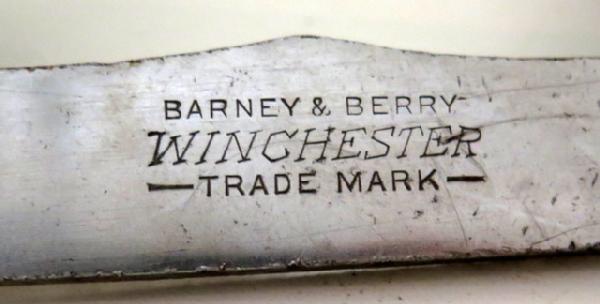 BARNEY & BERRY
WINCHESTER
—TRADE MARK—